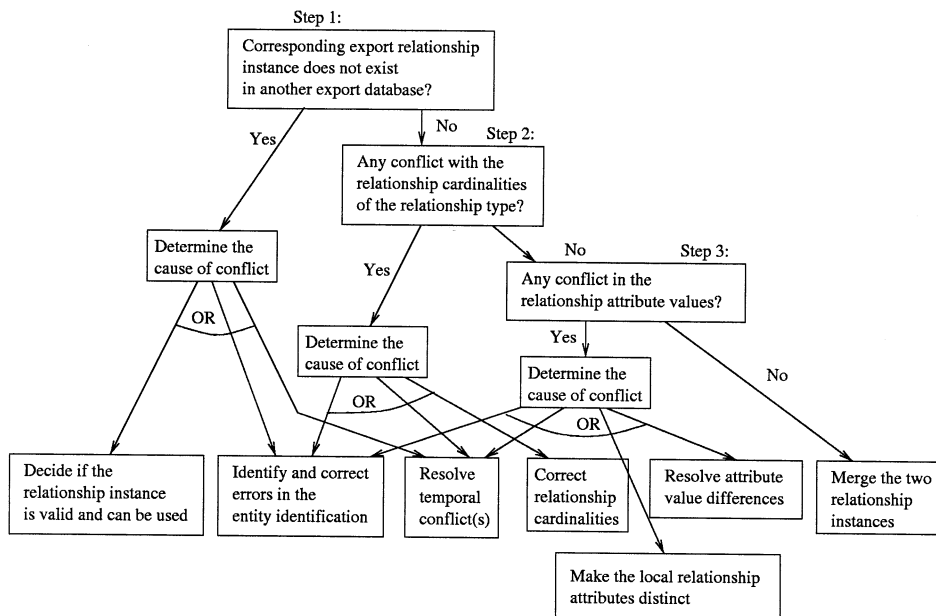 Step 1:
Corresponding export relationship
instance does not exist
in another export database?
Yes
No
Step 2:
Any conflict with the
relationship cardinalities
of the relationship type?
Determine the
cause of conflict
Yes
No
Step 3:
Any conflict in the
relationship attribute values?
OR
Determine the
cause of conflict
Yes
Determine the
cause of conflict
No
OR
OR
Decide if the
relationship instance
is valid and can be used
Identify and correct
errors in the
entity identification
Resolve
temporal
conflict(s)
Correct
relationship
cardinalities
Resolve attribute
value differences
Merge the two
relationship
instances
Make the local relationship
attributes distinct